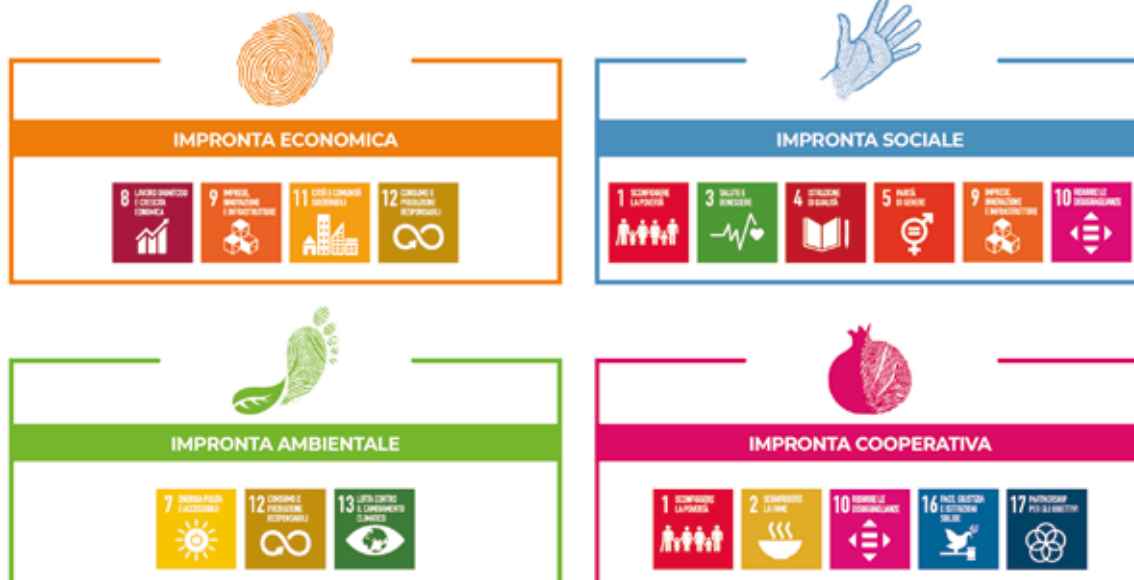 IMPRONTA ECONOMICA
8 LAVORO DIGNITOSO
E CRESCITA
ECONOMICA
9 IMPRESE,
INNOVAZIONE
E INFRASTRUTTURE
11 CITTÀ E COMUNITÀ
SOSTENIBILI
12 CONSUMO E
PRODUZIONE
RESPONSABILI
IMPRONTA SOCIALE
1 SCONFIGGERE
LA POVERTÀ
3 SALUTE E
BENESSERE
4 ISTRUZIONE
DI QUALITÀ
5 PARITÀ
DI GENERE
9 IMPRESE,
INNOVAZIONE
E INFRASTRUTTURE
10 RIDURRE LE
DISUGUAGLIANZE
IMPRONTA AMBIENTALE
7 ENERGIA PULITA
E ACCESSIBILE
12 CONSUMO E
PRODUZIONE
RESPONSABILI
13 LOTTA CONTRO
IL CAMBIAMENTO
CLIMATICO
IMPRONTA COOPERATIVA
1 SCONFIGGERE
LA POVERTÀ
2 SCONFIGGERE
LA FAME
10 RIDURRE LE
DISUGUAGLIANZE
16 PACE, GIUSTIZIA
E ISTITUZIONI
SOLIDE
17 PARTNERSHIP
PER GLI OBIETTIVI